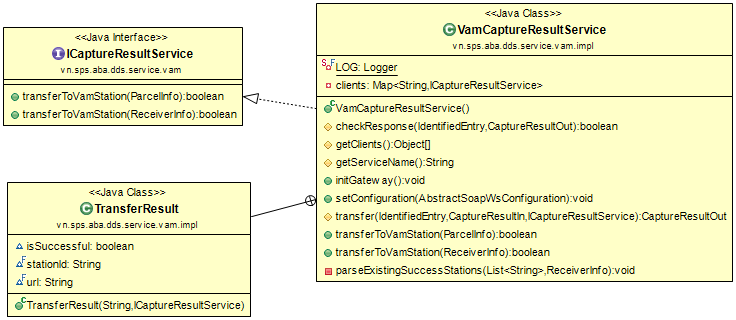 <<Java Interface>>
I ICaptureResultService
vn.sps.aba.dds.service.vam
transferToVamStation(ParcelInfo):boolean
transferToVamStation(ReceiverInfo):boolean
<<Java Class>>
C TransferResult
vn.sps.aba.dds.service.vam.impl
isSuccessful: boolean
F stationId: String
F url: String
C TransferResult(String,ICaptureResultService)
<<Java Class>>
C VamCaptureResultService
vn.sps.aba.dds.service.vam.impl
S F LOG: Logger
clients: Map<String,ICaptureResultService>
C VamCaptureResultService()
checkResponse(IdentifiedEntry,CaptureResultOut):boolean
getClients():Object[]
getServiceName():String
initGateway():void
setConfiguration(AbstractSoapWsConfiguration):void
transfer(IdentifiedEntry,CaptureResultIn,ICaptureResultService):CaptureResultOut
transferToVamStation(ParcelInfo):boolean
transferToVamStation(ReceiverInfo):boolean
parseExistingSuccessStations(List<String>,ReceiverInfo):void